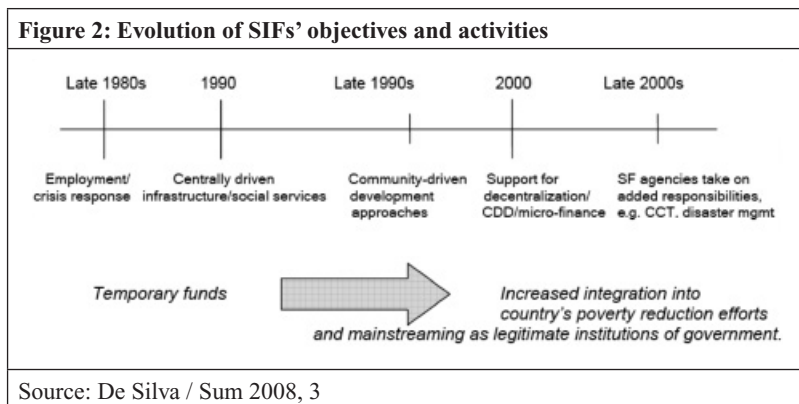 Figure 2: Evolution of SIFs' objectives and activities
Late 1980s 1990 Late 1990s 2000 Late 2000s
Employment/ Centrally driven Community-driven Support for SF agencies take on
crisis response infrastructure/social services development decentralization/ added responsibilities,
approaches CDD/micro-finance e.g. CCT, disaster mgmt
Temporary funds Increased integration into
country's poverty reduction efforts
and mainstreaming as legitimate institutions of government.
Source: De Silva / Sum 2008, 3